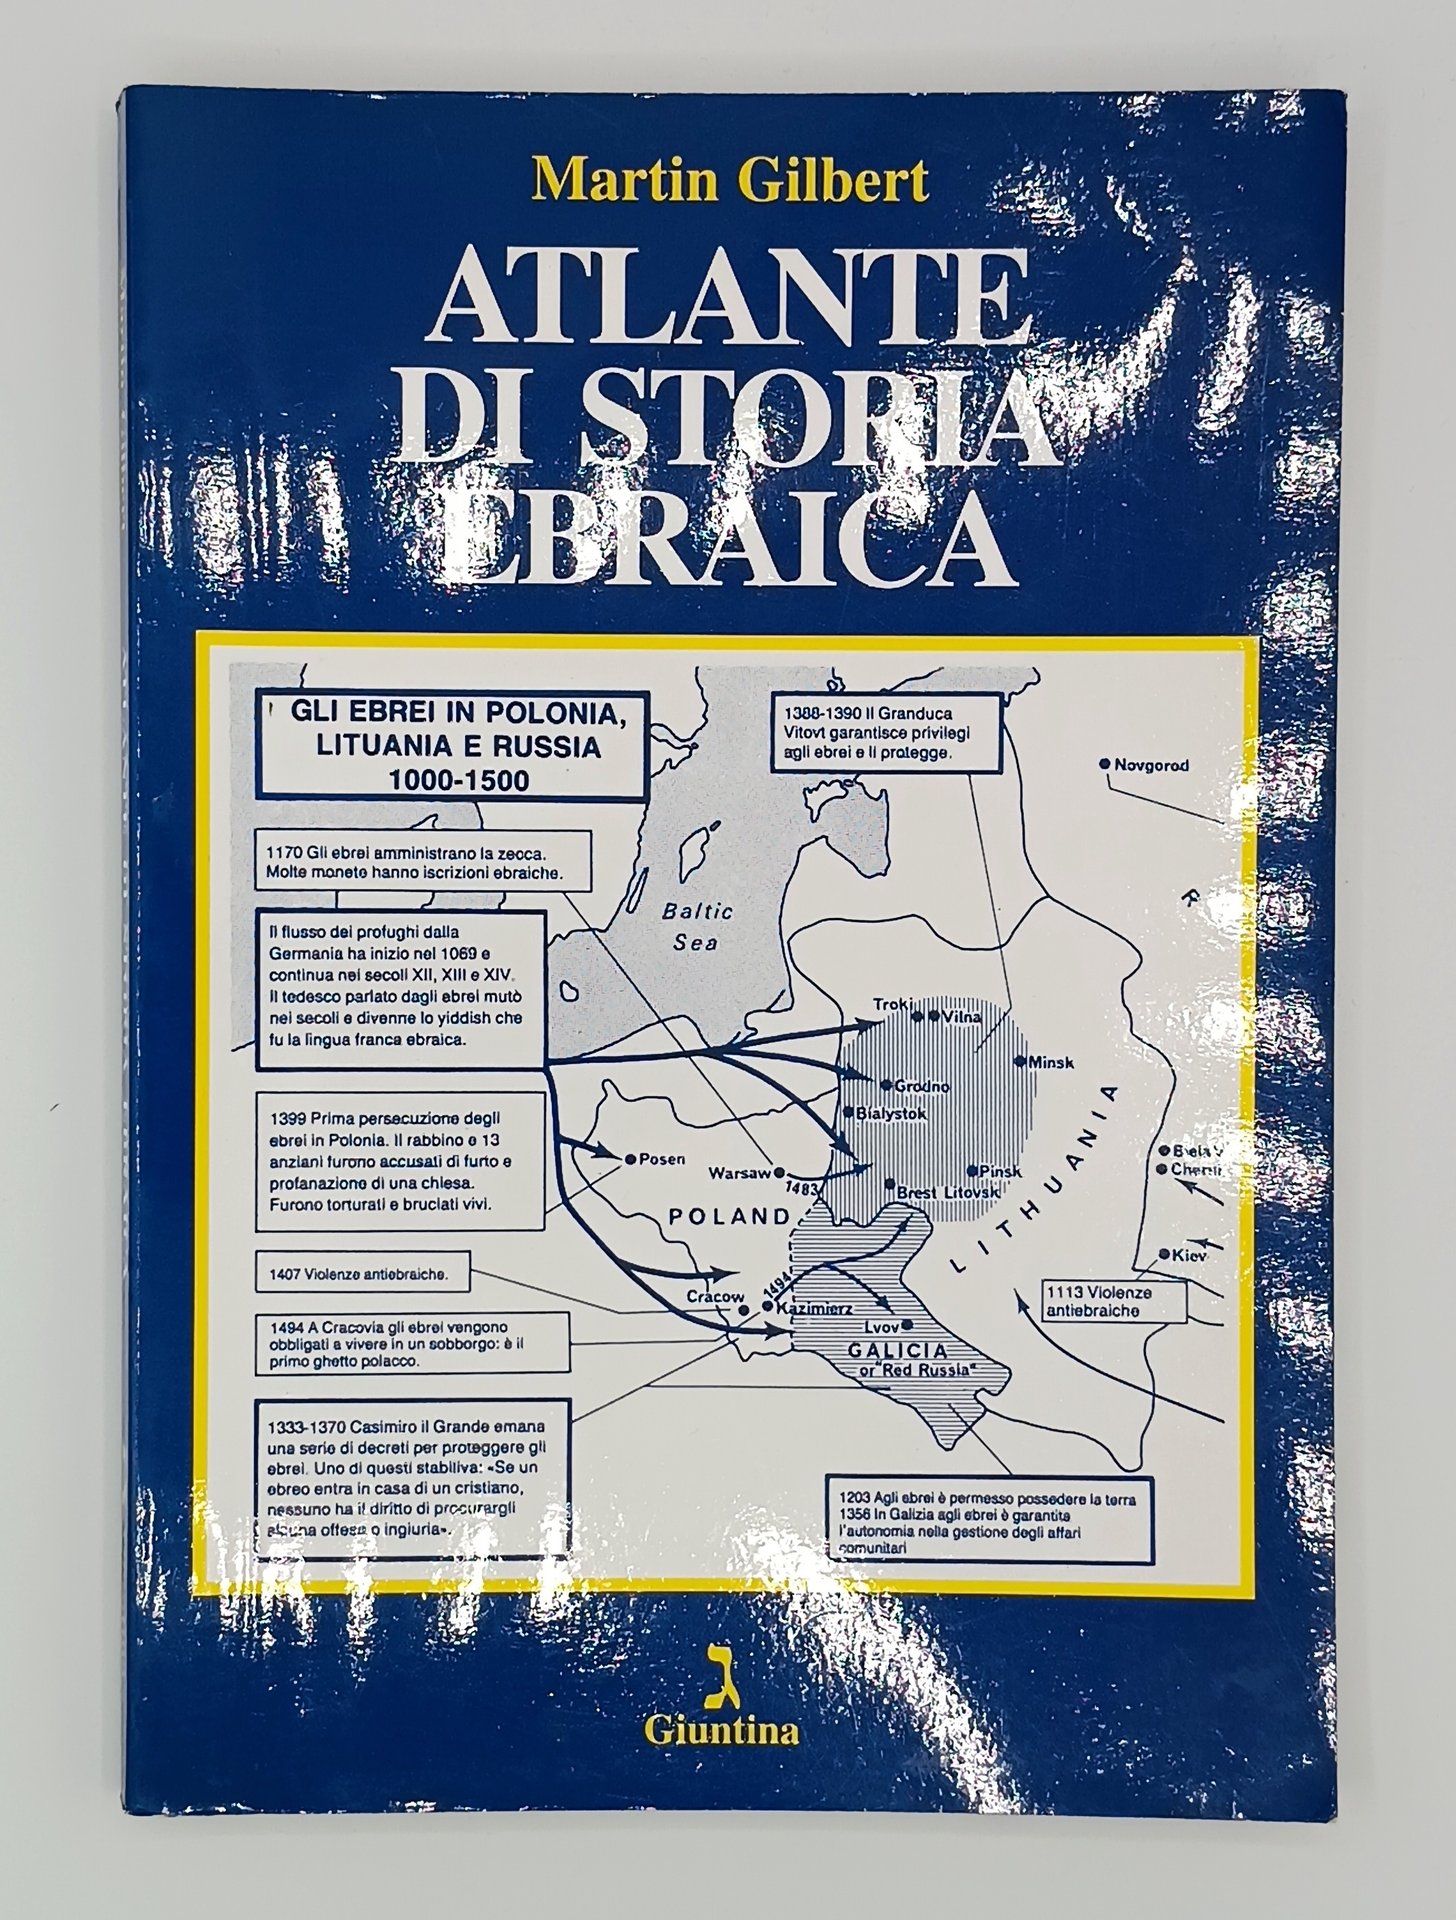 Martin Gilbert
ATLANTE
DI STORIA
EBRAICA
GLI EBREI IN POLONIA,
LITUANIA E RUSSIA
1000-1500
1388-1390 Il Granduca
Vitovt garantisce privilegi
agli ebrei e li protegge.
Novgorod
1170 Gli ebrei amministrano la zecca.
Molte monete hanno iscrizioni ebraiche.
R
Baltic
Sea
Il flusso dei profughi dalla
Germania ha inizio nel 1069 e
continua nei secoli XII, XIII e XIV.
Il tedesco parlato dagli ebrei mutò
nei secoli e divenne lo yiddish che
fu la lingua franca ebraica.
Troki
Vilna
Minsk
Grodno
Bialystok
1399 Prima persecuzione degli
ebrei in Polonia. Il rabbino e 13
anziani furono accusati di furto e
profanazione di una chiesa.
Furono torturati e bruciati vivi.
Posen
Warsaw
1483
Pinsk
Brest Litovsk
POLAND
LITHUANIA
Kiev
1407 Violenze antiebraiche.
1113 Violenze
antiebraiche
Cracow
1494
Kazimierz
1494 A Cracovia gli ebrei vengono
obbligati a vivere in un sobborgo: è il
primo ghetto polacco.
Lvov
GALICIA
or "Red Russia"
1333-1370 Casimiro il Grande emana
una serie di decreti per proteggere gli
ebrei. Uno di questi stabiliva: «Se un
ebreo entra in casa di un cristiano,
nessuno ha il diritto di procurargli
alcuna offesa o ingiuria».
1203 Agli ebrei è permesso possedere la terra
1356 In Galizia agli ebrei è garantita
l'autonomia nella gestione degli affari
comunitari
ג
Giuntina